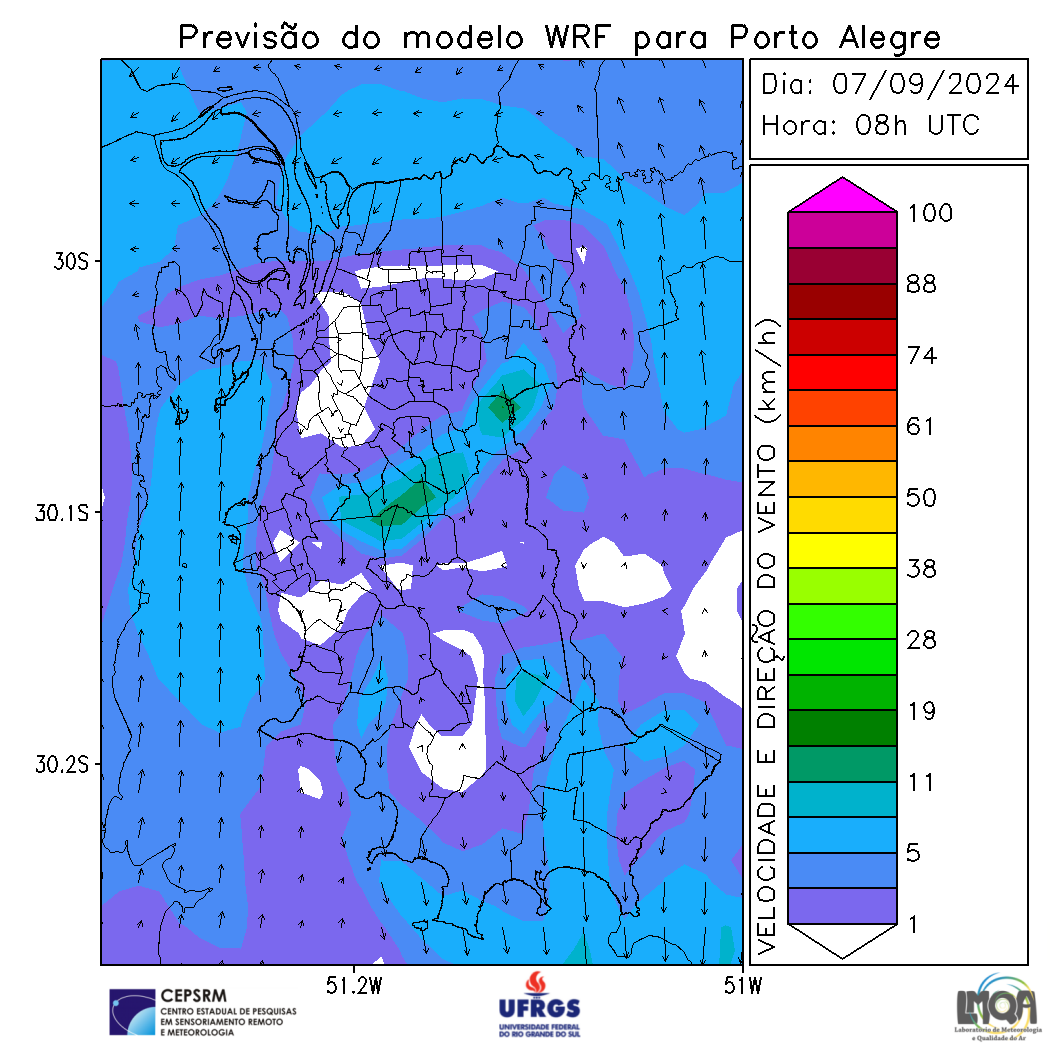 Previsão do modelo WRF para Porto Alegre
Dia: 07/09/2024
Hora: 08h UTC
30S
30.1S
30.2S
51.2W
51W
VELOCIDADE E DIREÇÃO DO VENTO (km/h)
100
88
74
61
50
38
28
19
11
5
1
CEPSRM
CENTRO ESTADUAL DE PESQUISAS
EM SENSORIAMENTO REMOTO
E METEOROLOGIA
UFRGS
UNIVERSIDADE FEDERAL
DO RIO GRANDE DO SUL
LMQA
Laboratório de Meteorologia
e Qualidade do Ar